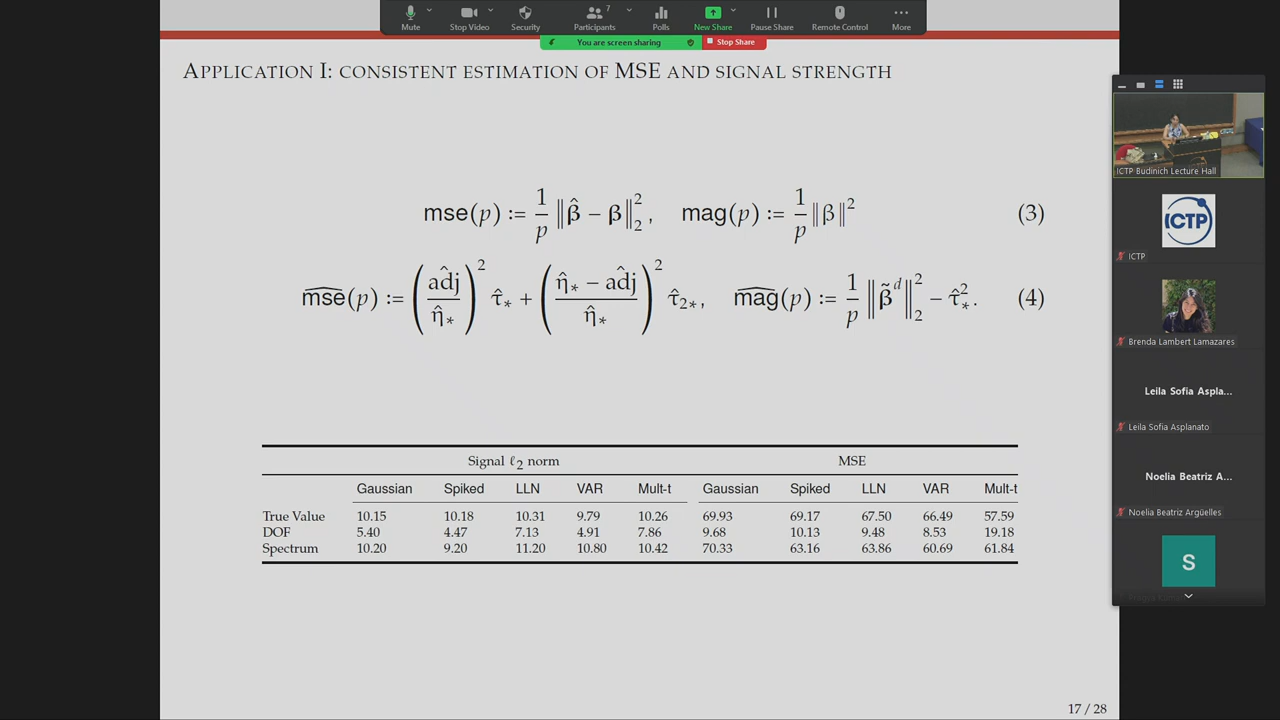 Mute
Stop Video
Security
Participants
7
Polls
New Share
Pause Share
Remote Control
More
You are screen sharing
Stop Share
APPLICATION I: CONSISTENT ESTIMATION OF MSE AND SIGNAL STRENGTH
mse(p) := 1/p ‖β̂ − β‖₂², mag(p) := 1/p ‖β‖² (3)
m̂se(p) := (âdj/η̂*)² τ̂* + ((η̂* − âdj)/η̂*)² τ̂₂*, m̂ag(p) := 1/p ‖β̃ᵈ‖₂² − τ̂*². (4)
Signal ℓ₂ norm MSE
Gaussian Spiked LLN VAR Mult-t Gaussian Spiked LLN VAR Mult-t
True Value 10.15 10.18 10.31 9.79 10.26 69.93 69.17 67.50 66.49 57.59
DOF 5.40 4.47 7.13 4.91 7.86 9.68 10.13 9.48 8.53 19.18
Spectrum 10.20 9.20 11.20 10.80 10.42 70.33 63.16 63.86 60.69 61.84
17 / 28
ICTP Budinich Lecture Hall
ICTP
ICTP
Brenda Lambert Lamazares
Leila Sofia Aspla...
Leila Sofia Asplanato
Noelia Beatriz A...
Noelia Beatriz Argüelles
S